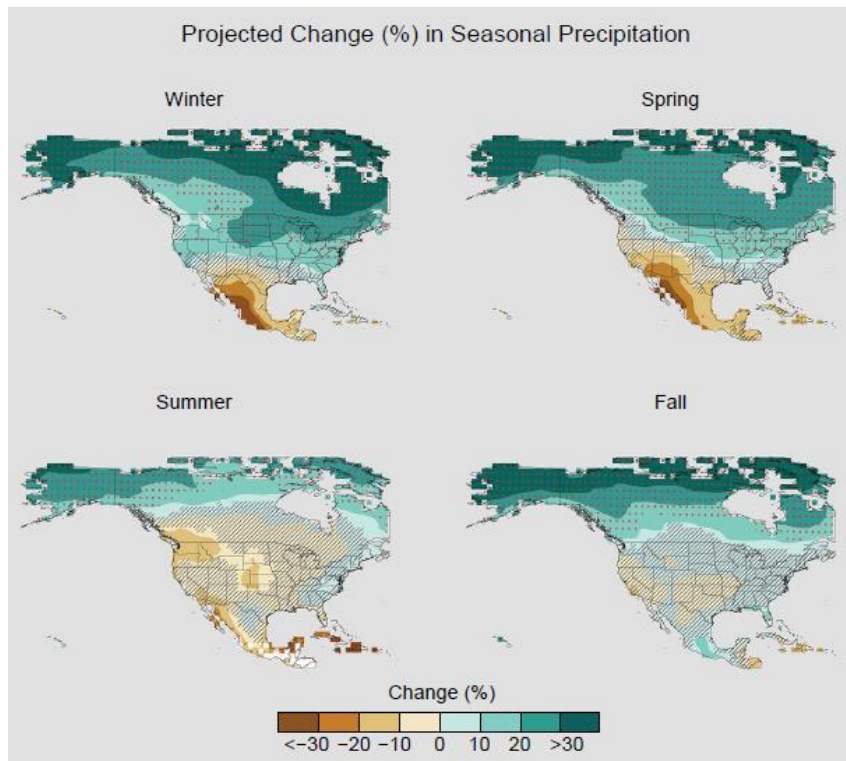 Projected Change (%) in Seasonal Precipitation
Winter
Spring
Summer
Fall
Change (%)
<−30 −20 −10 0 10 20 >30